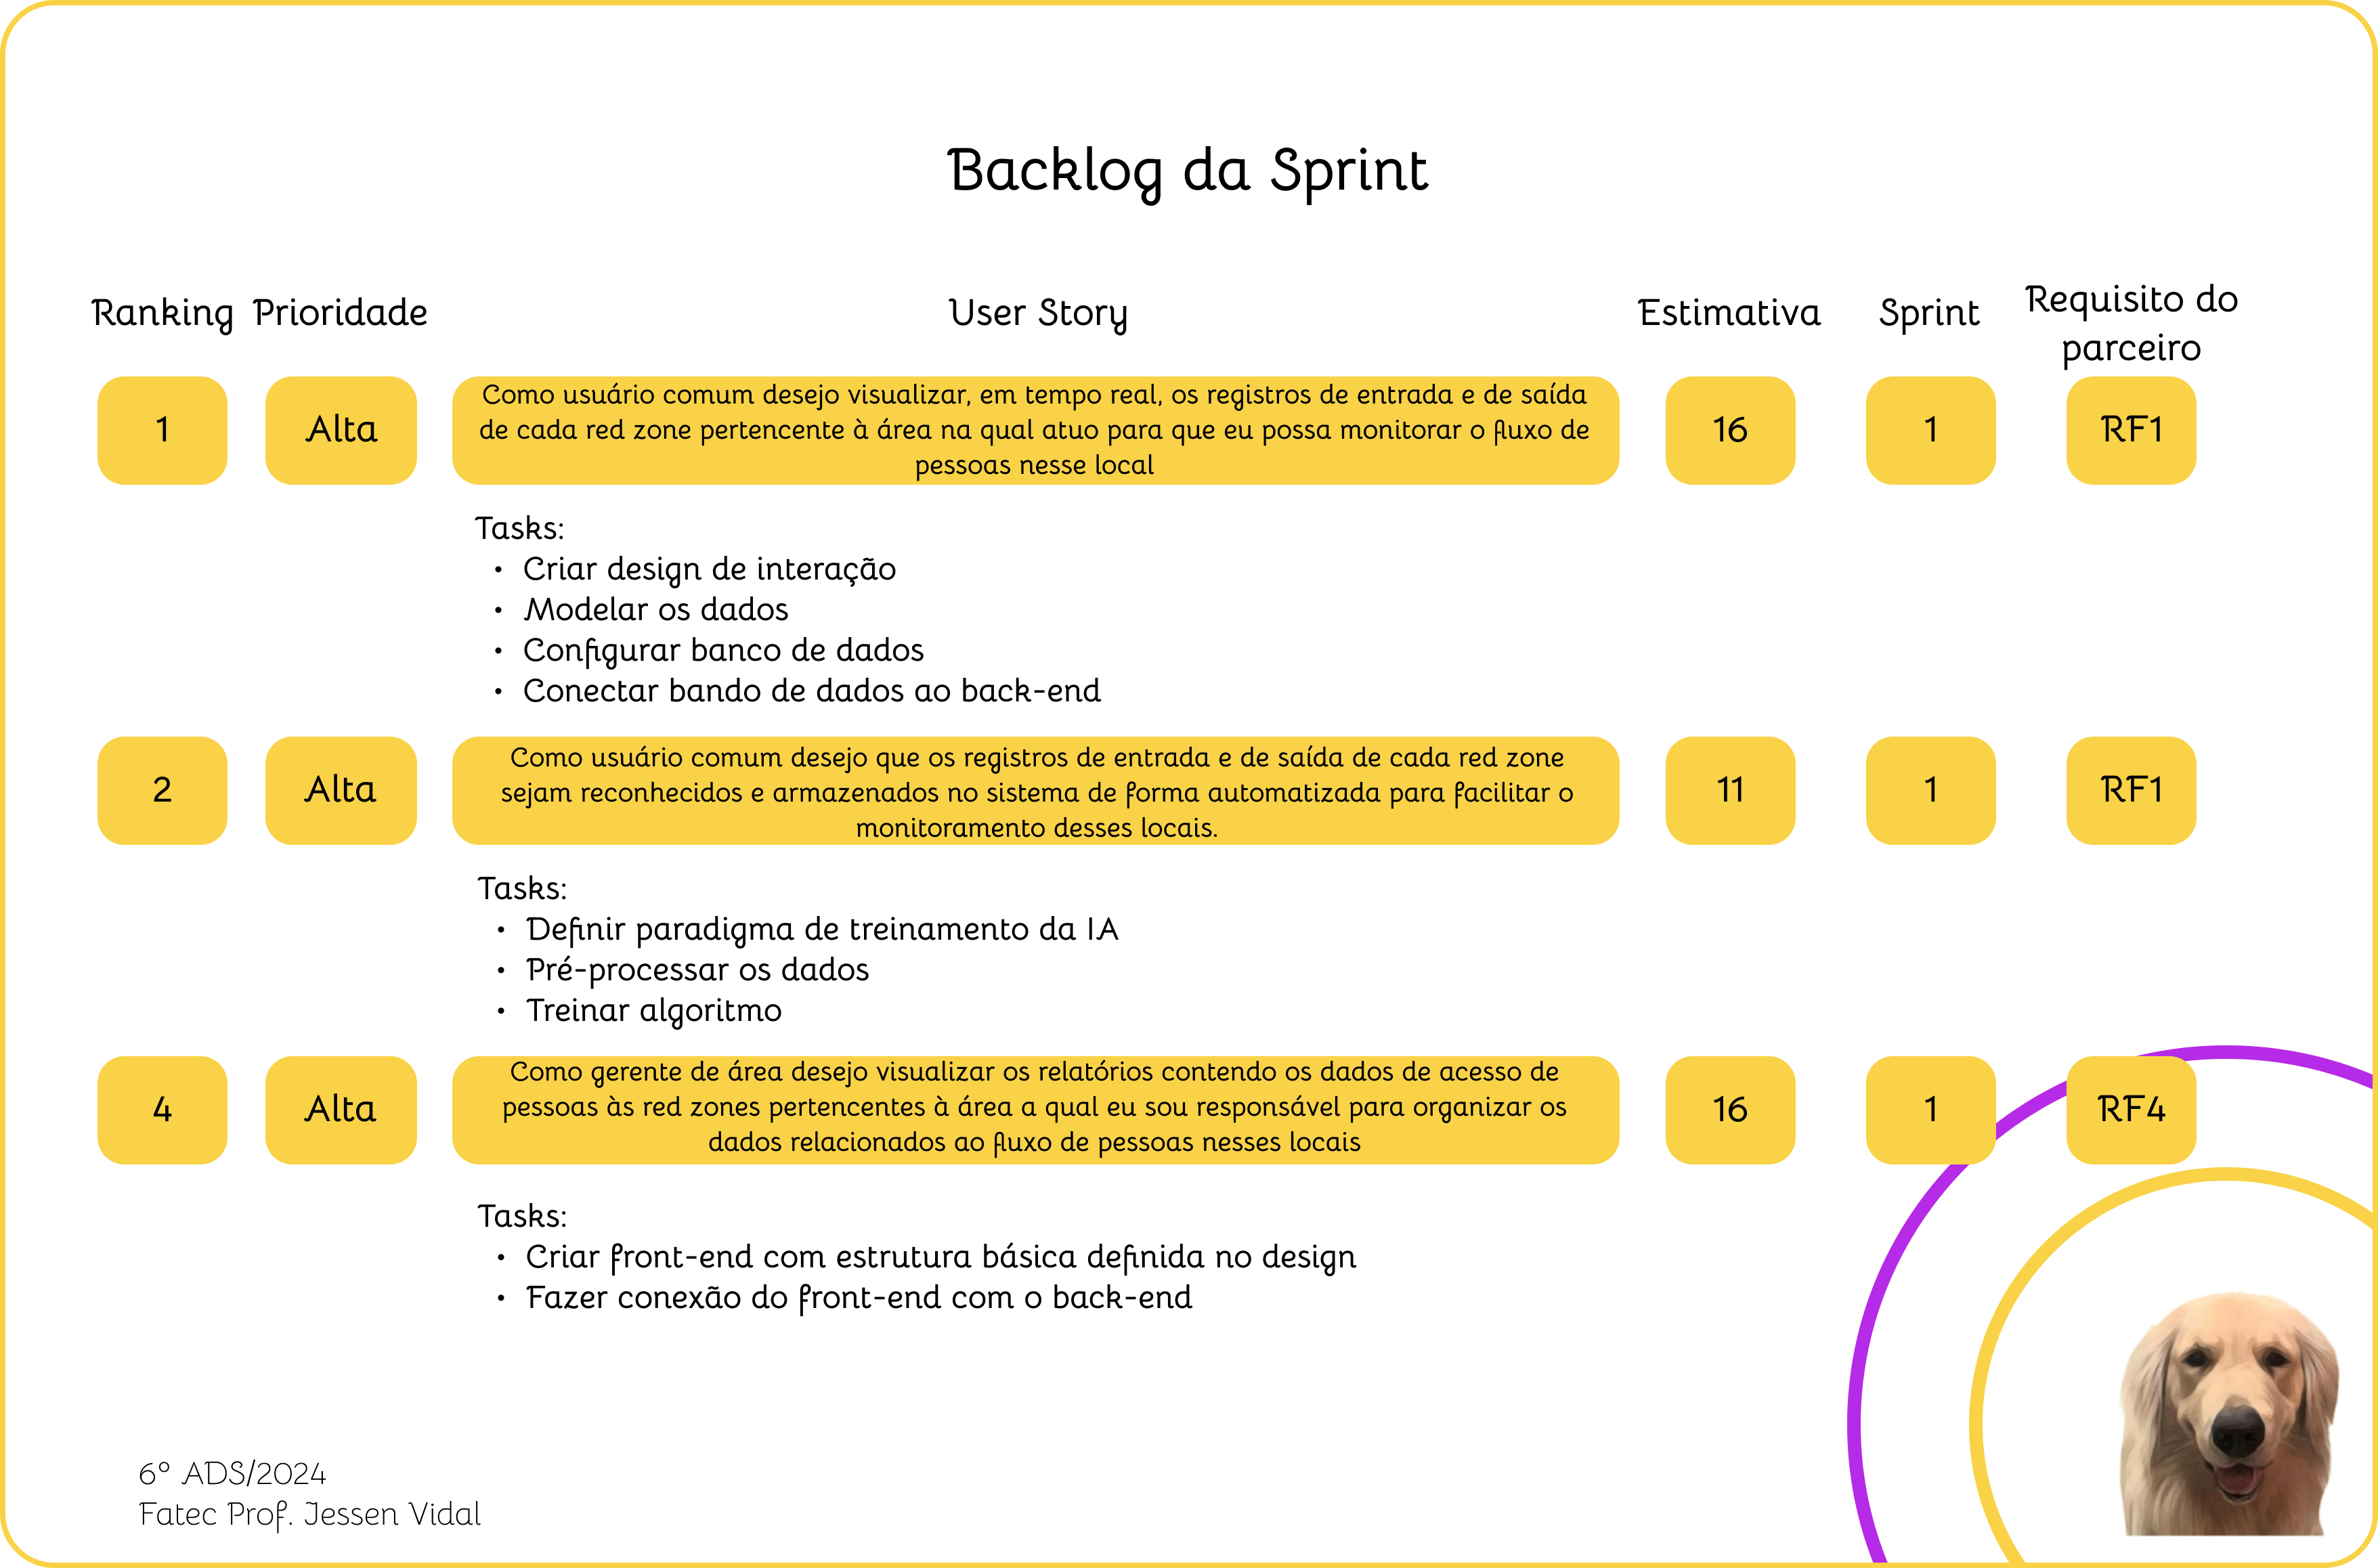 Backlog da Sprint
Ranking Prioridade User Story Estimativa Sprint Requisito do
parceiro
1 Alta Como usuário comum desejo visualizar, em tempo real, os registros de entrada e de saída
de cada red zone pertencente à área na qual atuo para que eu possa monitorar o fluxo de
pessoas nesse local
16 1 RF1
Tasks:
• Criar design de interação
• Modelar os dados
• Configurar banco de dados
• Conectar bando de dados ao back-end
2 Alta Como usuário comum desejo que os registros de entrada e de saída de cada red zone
sejam reconhecidos e armazenados no sistema de forma automatizada para facilitar o
monitoramento desses locais.
11 1 RF1
Tasks:
• Definir paradigma de treinamento da IA
• Pré-processar os dados
• Treinar algoritmo
4 Alta Como gerente de área desejo visualizar os relatórios contendo os dados de acesso de
pessoas às red zones pertencentes à área a qual eu sou responsável para organizar os
dados relacionados ao fluxo de pessoas nesses locais
16 1 RF4
Tasks:
• Criar front-end com estrutura básica definida no design
• Fazer conexão do front-end com o back-end
6º ADS/2024
Fatec Prof. Jessen Vidal